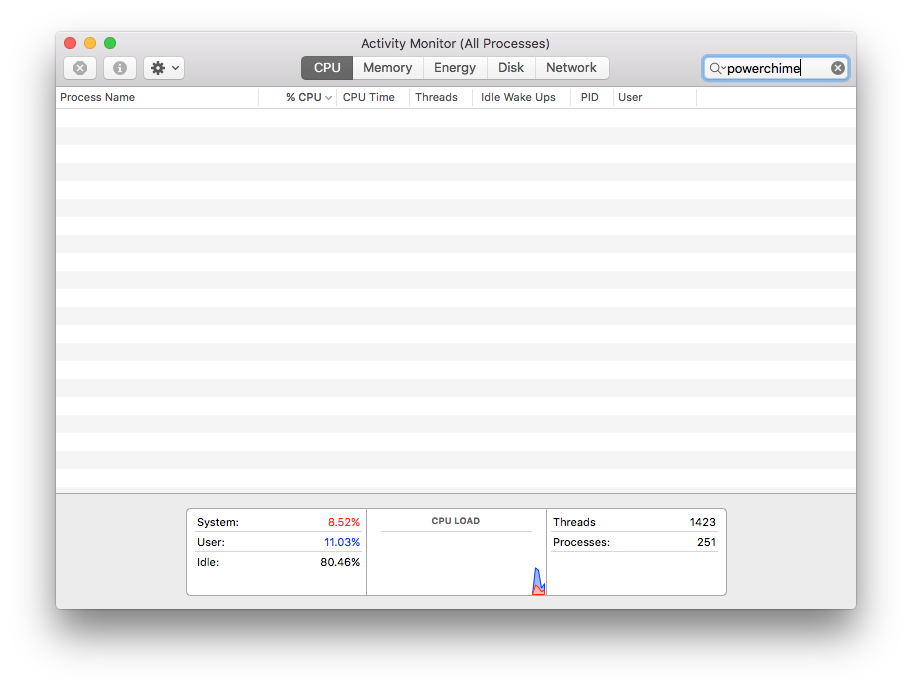 Activity Monitor (All Processes)
CPU Memory Energy Disk Network powerchime
Process Name % CPU CPU Time Threads Idle Wake Ups PID User
System: 8.52% CPU LOAD Threads 1423
User: 11.03% Processes: 251
Idle: 80.46%